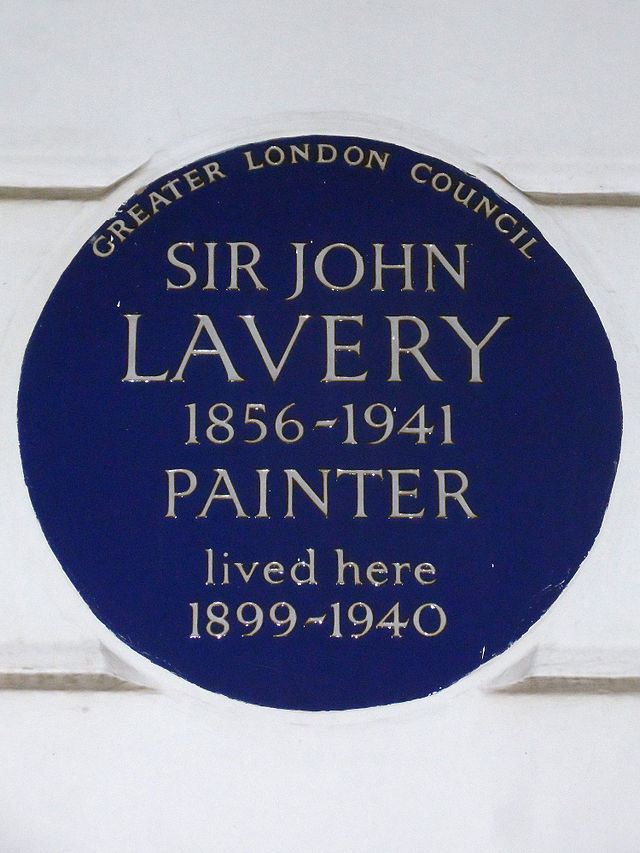 GREATER LONDON COUNCIL
SIR JOHN
LAVERY
1856-1941
PAINTER
lived here
1899-1940